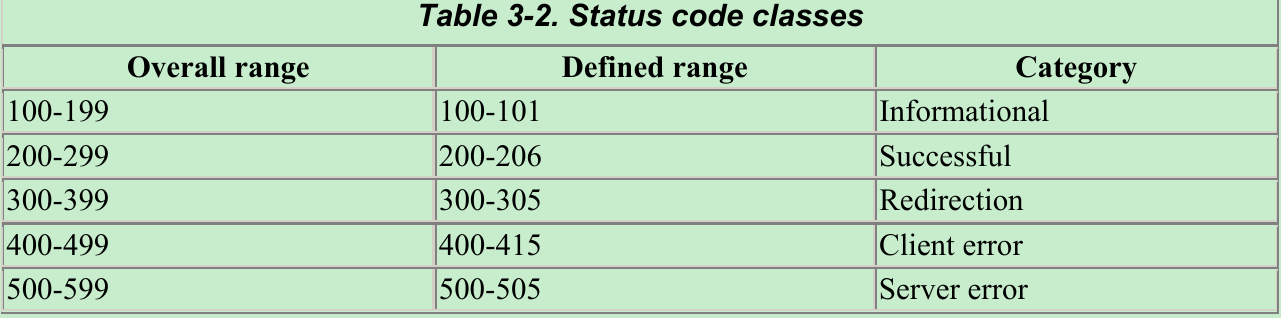 Table 3-2. Status code classes
Overall range Defined range Category
100-199 100-101 Informational
200-299 200-206 Successful
300-399 300-305 Redirection
400-499 400-415 Client error
500-599 500-505 Server error